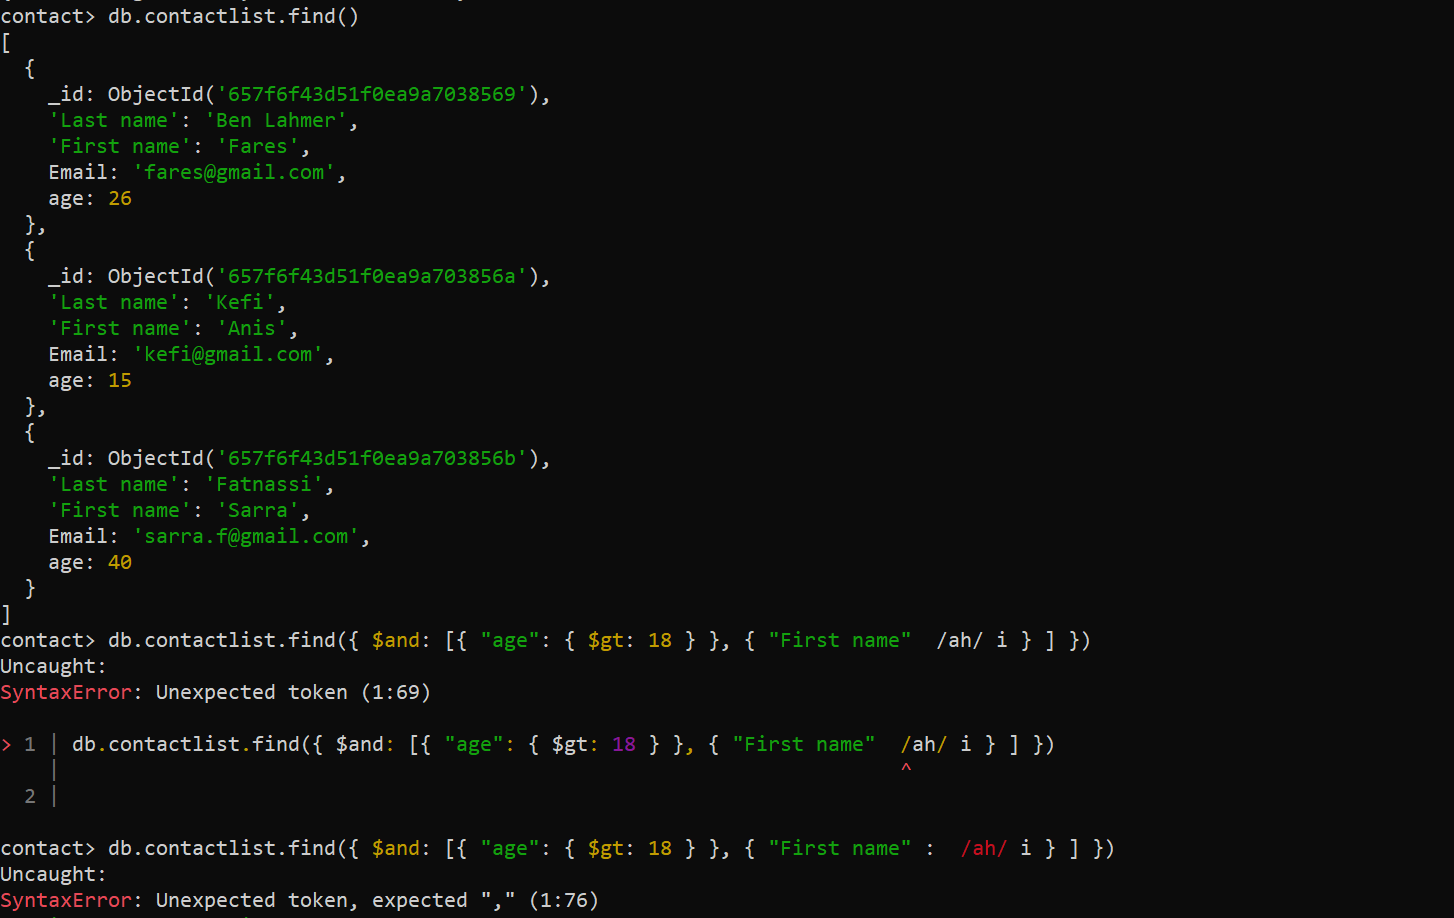 contact> db.contactlist.find()
[
  {
    _id: ObjectId('657f6f43d51f0ea9a7038569'),
    'Last name': 'Ben Lahmer',
    'First name': 'Fares',
    Email: 'fares@gmail.com',
    age: 26
  },
  {
    _id: ObjectId('657f6f43d51f0ea9a703856a'),
    'Last name': 'Kefi',
    'First name': 'Anis',
    Email: 'kefi@gmail.com',
    age: 15
  },
  {
    _id: ObjectId('657f6f43d51f0ea9a703856b'),
    'Last name': 'Fatnassi',
    'First name': 'Sarra',
    Email: 'sarra.f@gmail.com',
    age: 40
  }
]
contact> db.contactlist.find({ $and: [{ "age": { $gt: 18 } }, { "First name"  /ah/ i } ] })
Uncaught:
SyntaxError: Unexpected token (1:69)
> 1 | db.contactlist.find({ $and: [{ "age": { $gt: 18 } }, { "First name"  /ah/ i } ] })
    |                                                                      ^
  2 |
contact> db.contactlist.find({ $and: [{ "age": { $gt: 18 } }, { "First name" :  /ah/ i } ] })
Uncaught:
SyntaxError: Unexpected token, expected "," (1:76)